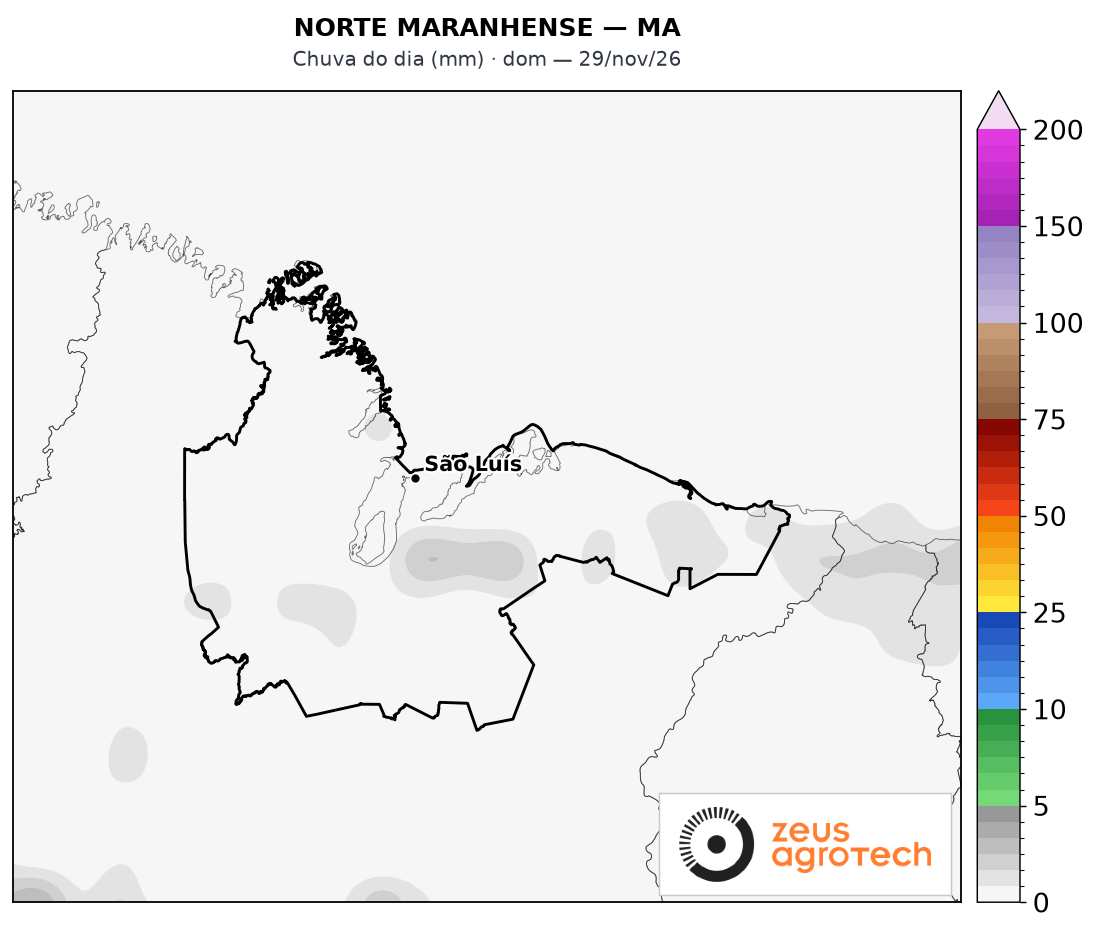 NORTE MARANHENSE — MA
Chuva do dia (mm) · dom — 29/nov/26
São Luís
200
150
100
75
50
25
10
5
0
zeus
agrotech